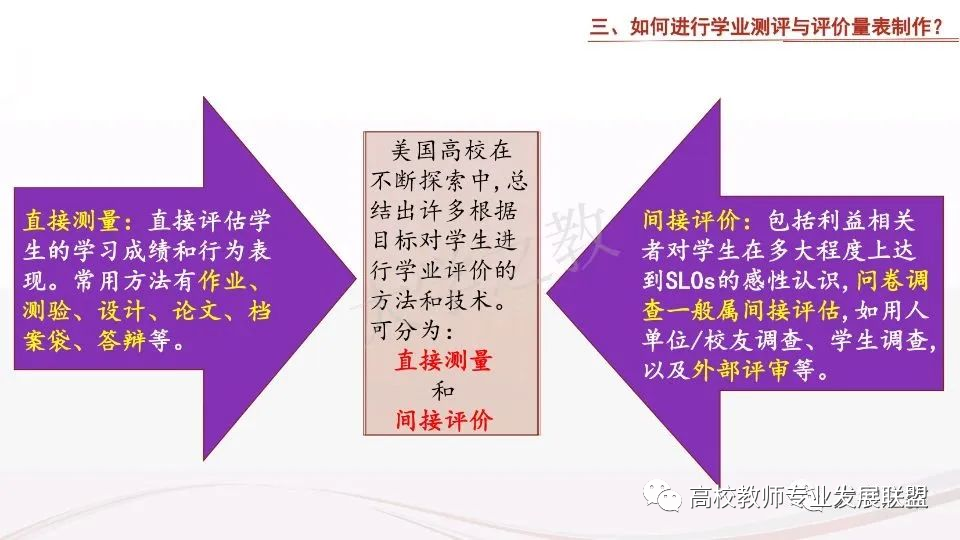 三、如何进行学业测评与评价量表制作？
直接测量：直接评估学
生的学习成绩和行为表
现。常用方法有作业、
测验、设计、论文、档
案袋、答辩等。
美国高校在
不断探索中,总
结出许多根据
目标对学生进
行学业评价的
方法和技术。
可分为：
直接测量
和
间接评价
间接评价：包括利益相关
者对学生在多大程度上达
到SLOs的感性认识,问卷调
查一般属间接评估,如用人
单位/校友调查、学生调查,
以及外部评审等。
高校教师专业发展联盟